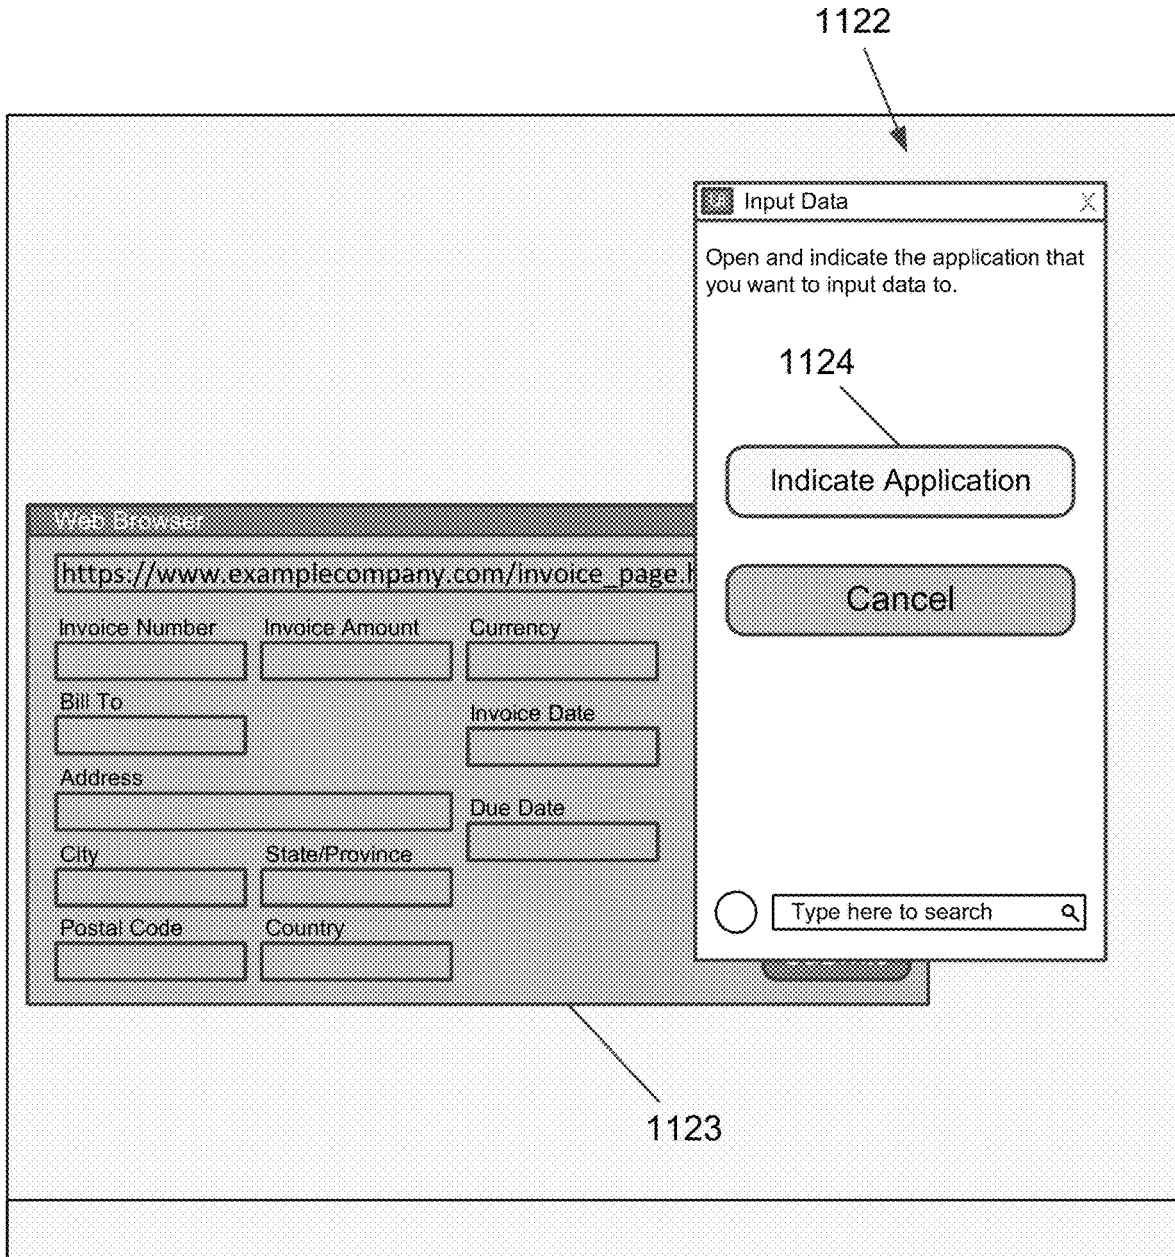 1122
Input Data
Open and indicate the application that
you want to input data to.
1124
Indicate Application
Cancel
Type here to search
Web Browser
https://www.examplecompany.com/invoice_page.
Invoice Number
Invoice Amount
Currency
Bill To
Invoice Date
Address
Due Date
City
State/Province
Postal Code
Country
1123